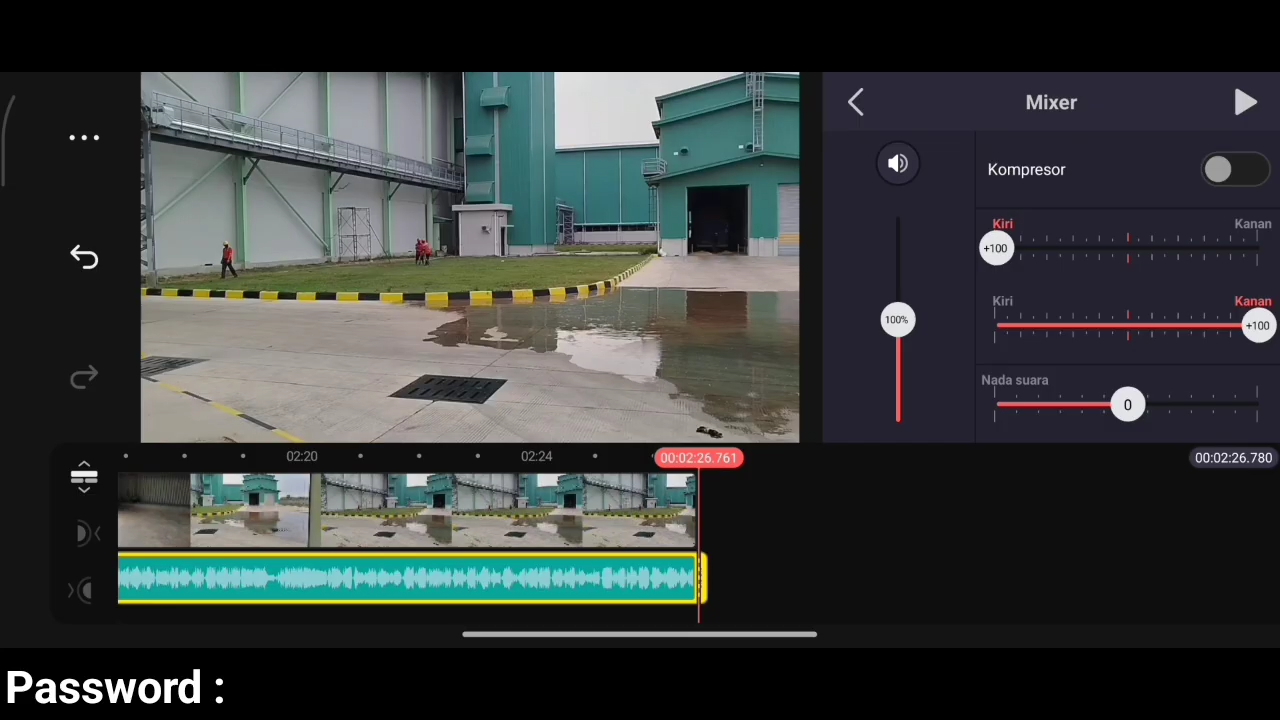 Mixer
Kompresor
Kiri Kanan
+100
Kiri Kanan
+100
100%
Nada suara
0
02:20 02:24 00:02:26.761 00:02:26.780
Password :